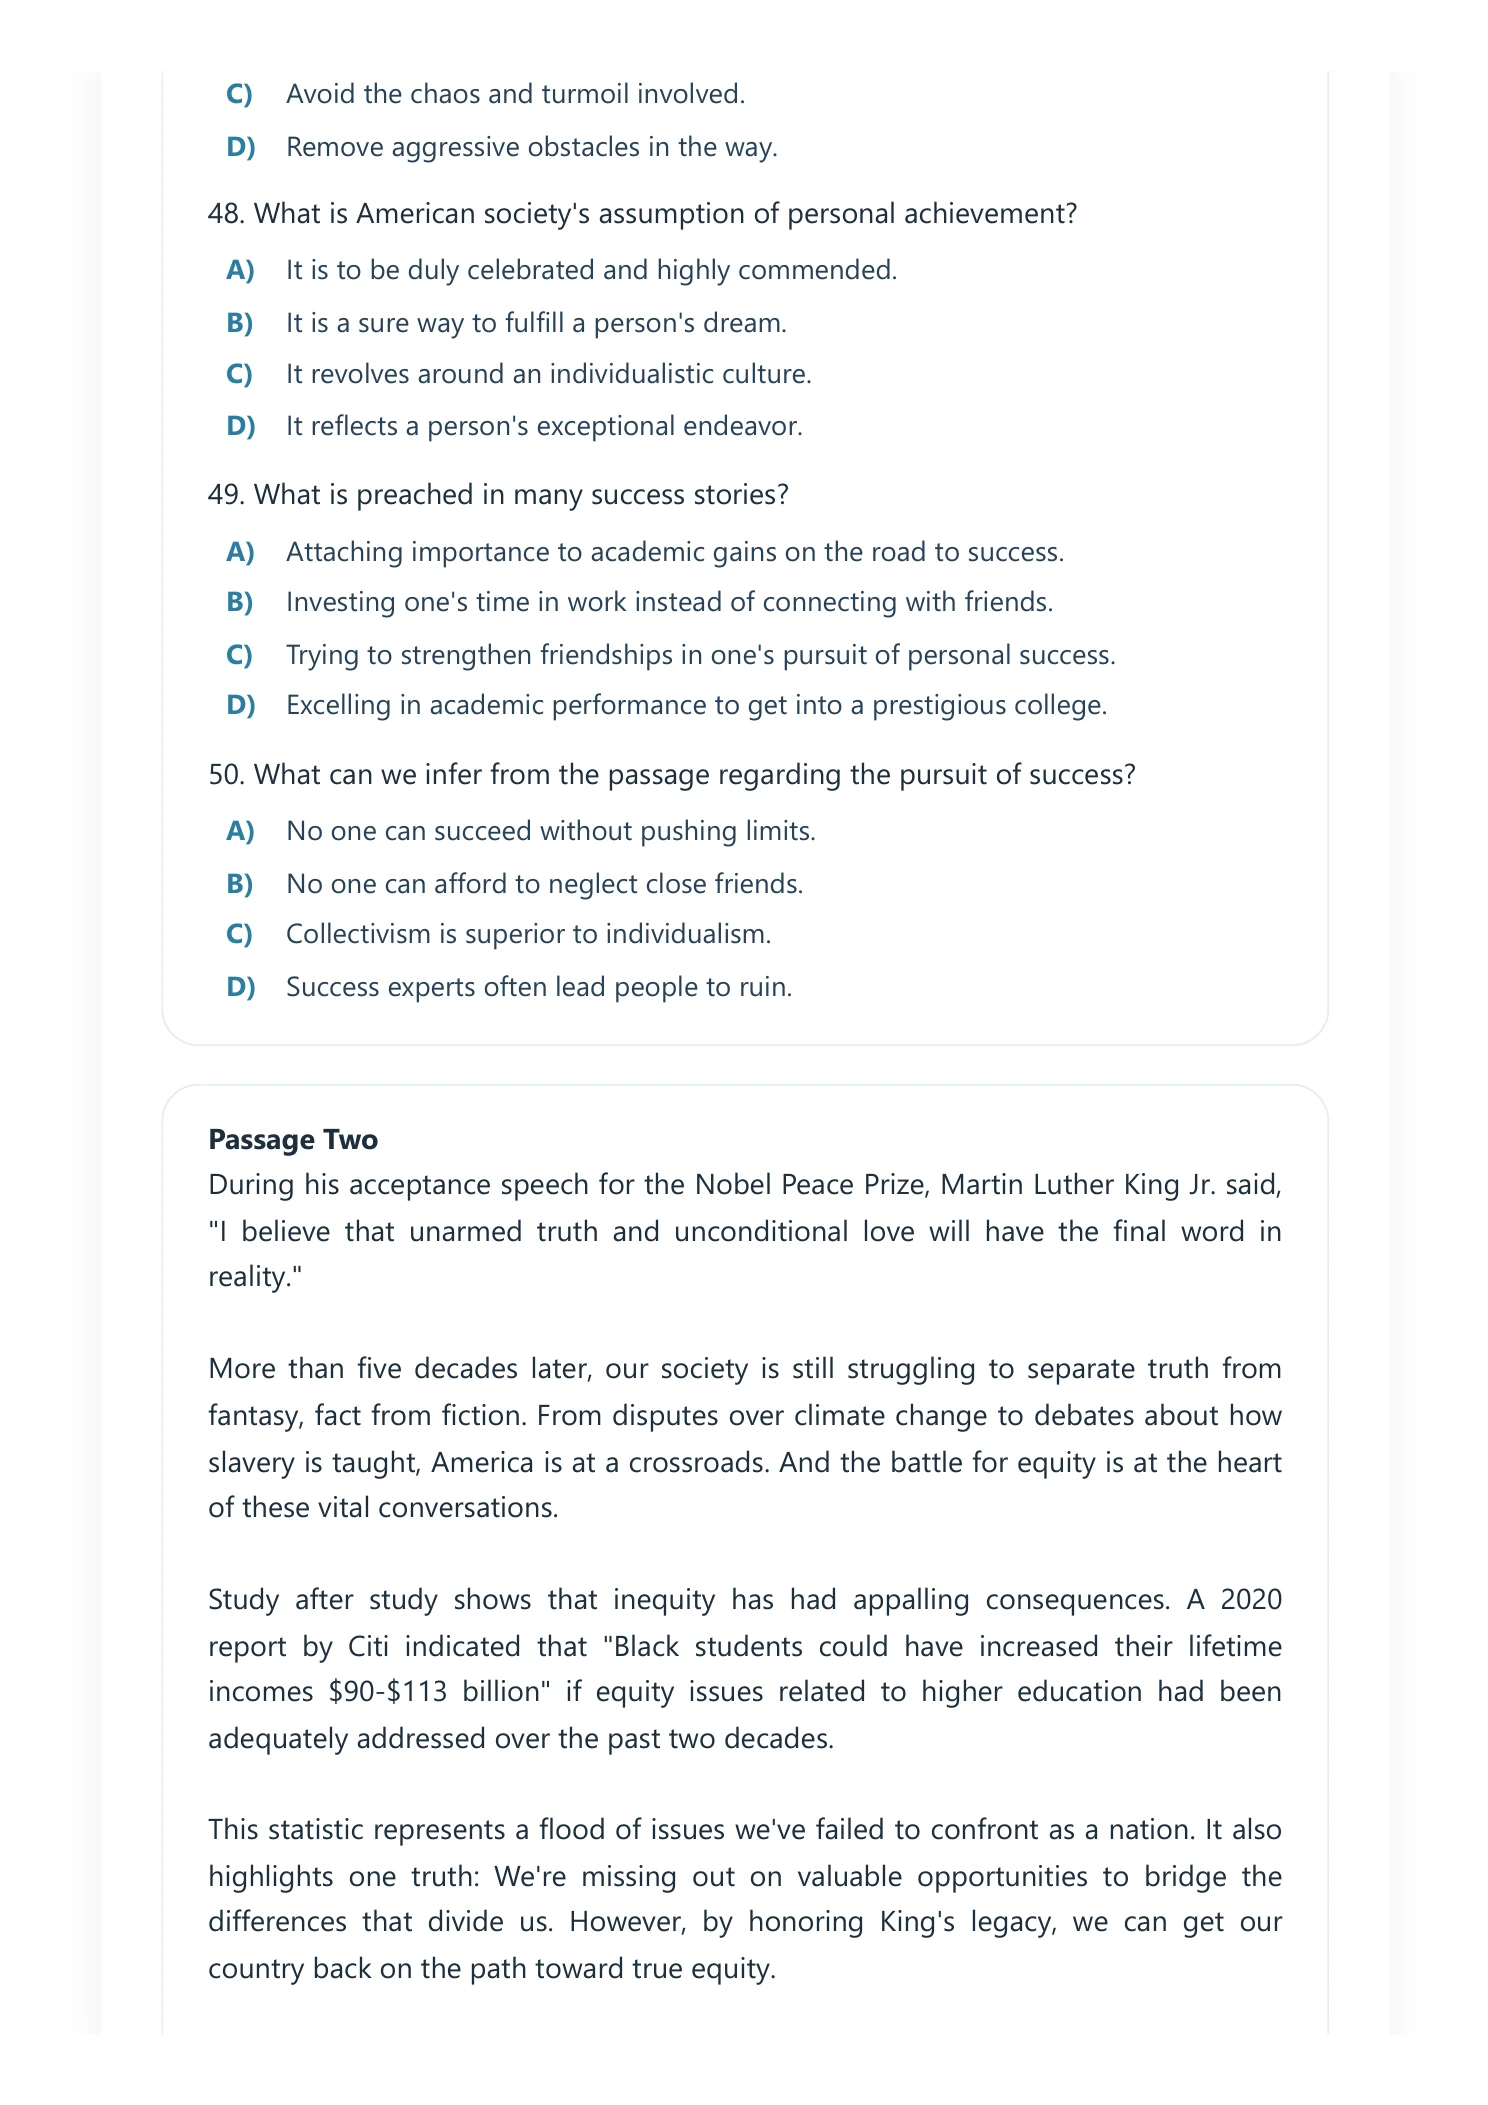 C) Avoid the chaos and turmoil involved.
D) Remove aggressive obstacles in the way.
48. What is American society's assumption of personal achievement?
A) It is to be duly celebrated and highly commended.
B) It is a sure way to fulfill a person's dream.
C) It revolves around an individualistic culture.
D) It reflects a person's exceptional endeavor.
49. What is preached in many success stories?
A) Attaching importance to academic gains on the road to success.
B) Investing one's time in work instead of connecting with friends.
C) Trying to strengthen friendships in one's pursuit of personal success.
D) Excelling in academic performance to get into a prestigious college.
50. What can we infer from the passage regarding the pursuit of success?
A) No one can succeed without pushing limits.
B) No one can afford to neglect close friends.
C) Collectivism is superior to individualism.
D) Success experts often lead people to ruin.
Passage Two
During his acceptance speech for the Nobel Peace Prize, Martin Luther King Jr. said,
"I believe that unarmed truth and unconditional love will have the final word in
reality."
More than five decades later, our society is still struggling to separate truth from
fantasy, fact from fiction. From disputes over climate change to debates about how
slavery is taught, America is at a crossroads. And the battle for equity is at the heart
of these vital conversations.
Study after study shows that inequity has had appalling consequences. A 2020
report by Citi indicated that "Black students could have increased their lifetime
incomes $90-$113 billion" if equity issues related to higher education had been
adequately addressed over the past two decades.
This statistic represents a flood of issues we've failed to confront as a nation. It also
highlights one truth: We're missing out on valuable opportunities to bridge the
differences that divide us. However, by honoring King's legacy, we can get our
country back on the path toward true equity.